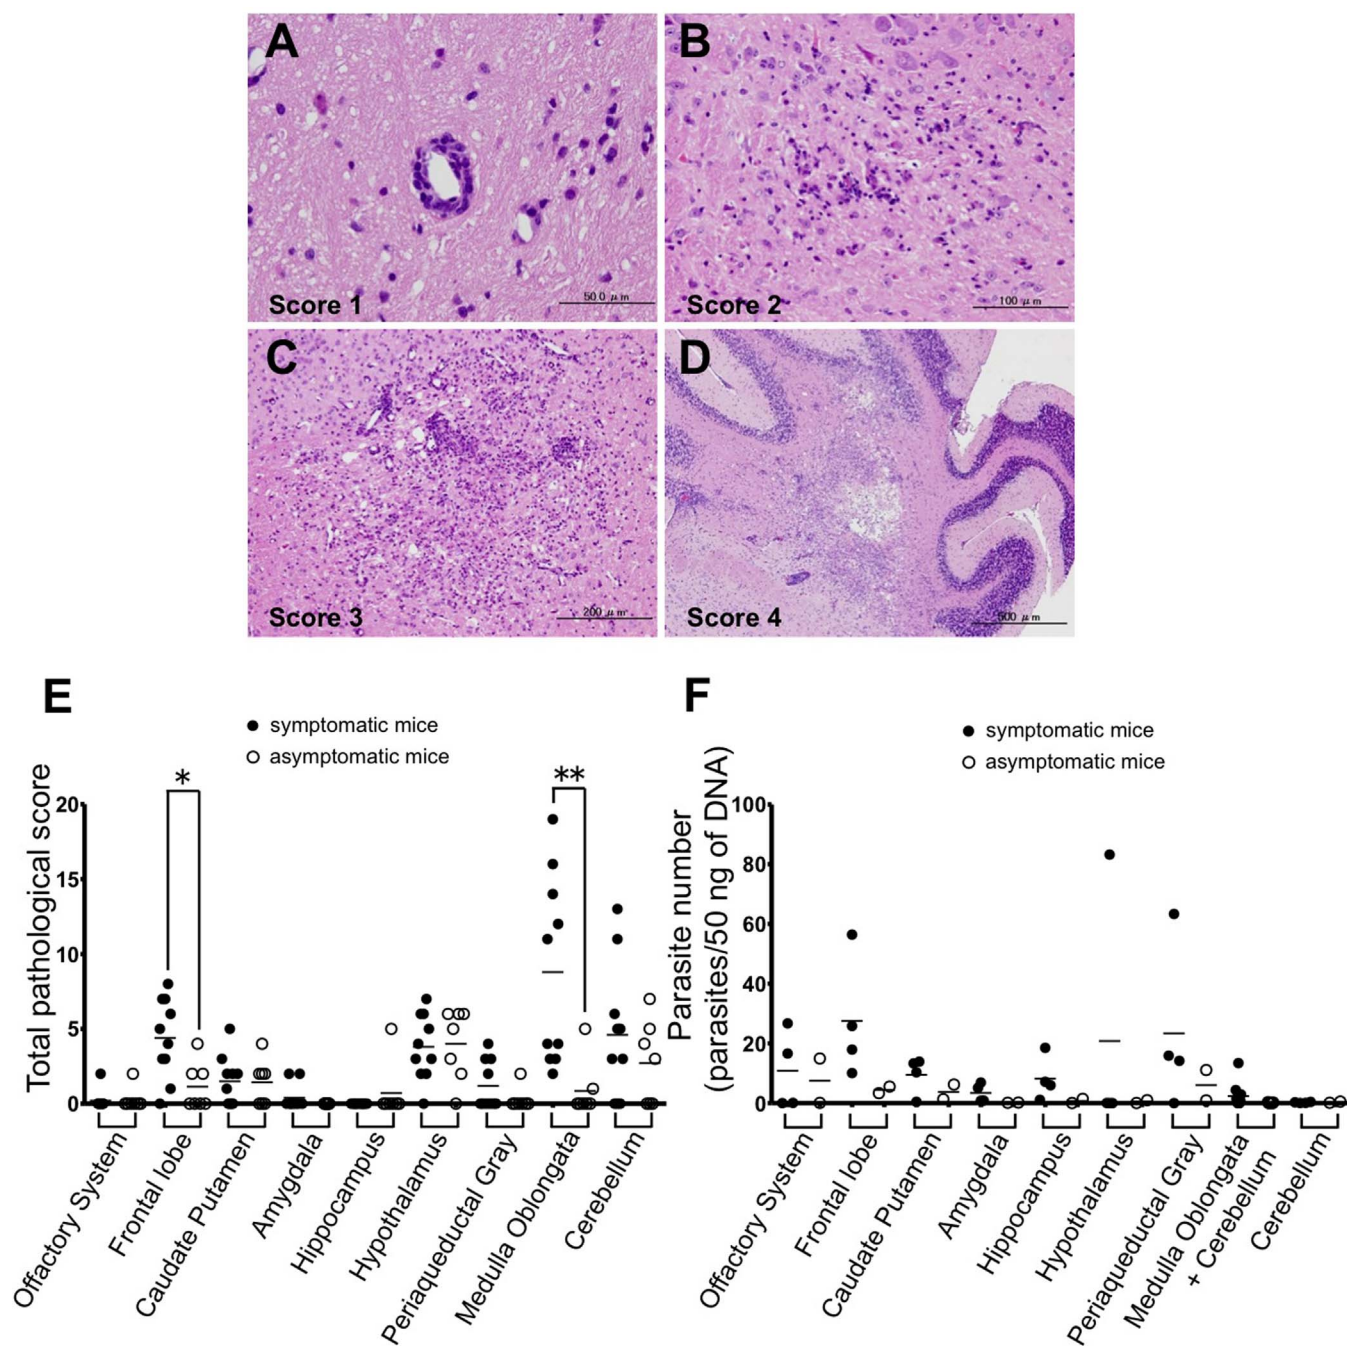 A
B
50.0 μm
Score 1
100 μm
Score 2
C
D
200 μm
Score 3
500 μm
Score 4
E
● symptomatic mice
○ asymptomatic mice
*
**
Total pathological score
20
15
10
5
0
Offactory System
Frontal lobe
Caudate Putamen
Amygdala
Hippocampus
Hypothalamus
Periaqueductal Gray
Medulla Oblongata
Cerebellum
F
● symptomatic mice
○ asymptomatic mice
Parasite number
(parasites/50 ng of DNA)
100
80
60
40
20
0
Offactory System
Frontal lobe
Caudate Putamen
Amygdala
Hippocampus
Hypothalamus
Periaqueductal Gray
Medulla Oblongata
+ Cerebellum
Cerebellum